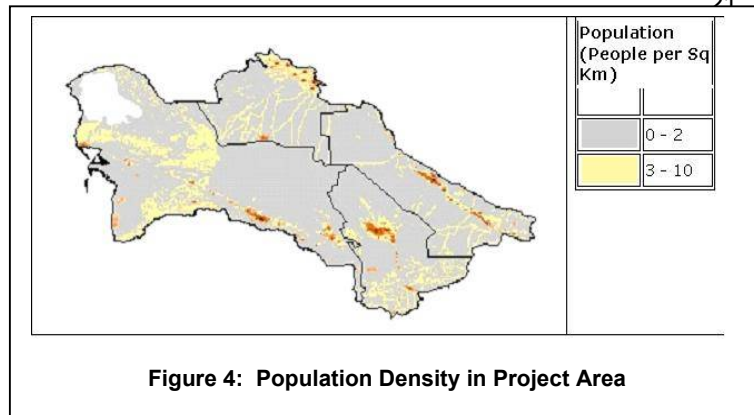 Population
(People per Sq
Km)
0 - 2
3 - 10
Figure 4: Population Density in Project Area